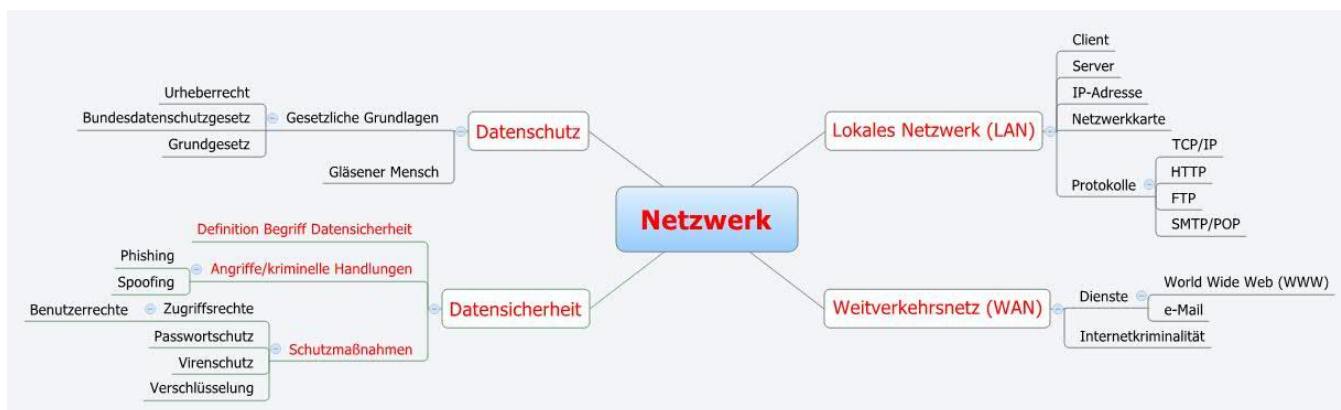 Netzwerk
Datenschutz
Gesetzliche Grundlagen
Urheberrecht
Bundesdatenschutzgesetz
Grundgesetz
Gläsener Mensch
Datensicherheit
Definition Begriff Datensicherheit
Angriffe/kriminelle Handlungen
Phishing
Spoofing
Schutzmaßnahmen
Zugriffsrechte
Benutzerrechte
Passwortschutz
Virenschutz
Verschlüsselung
Lokales Netzwerk (LAN)
Client
Server
IP-Adresse
Netzwerkkarte
Protokolle
TCP/IP
HTTP
FTP
SMTP/POP
Weitverkehrsnetz (WAN)
Dienste
World Wide Web (WWW)
e-Mail
Internetkriminalität